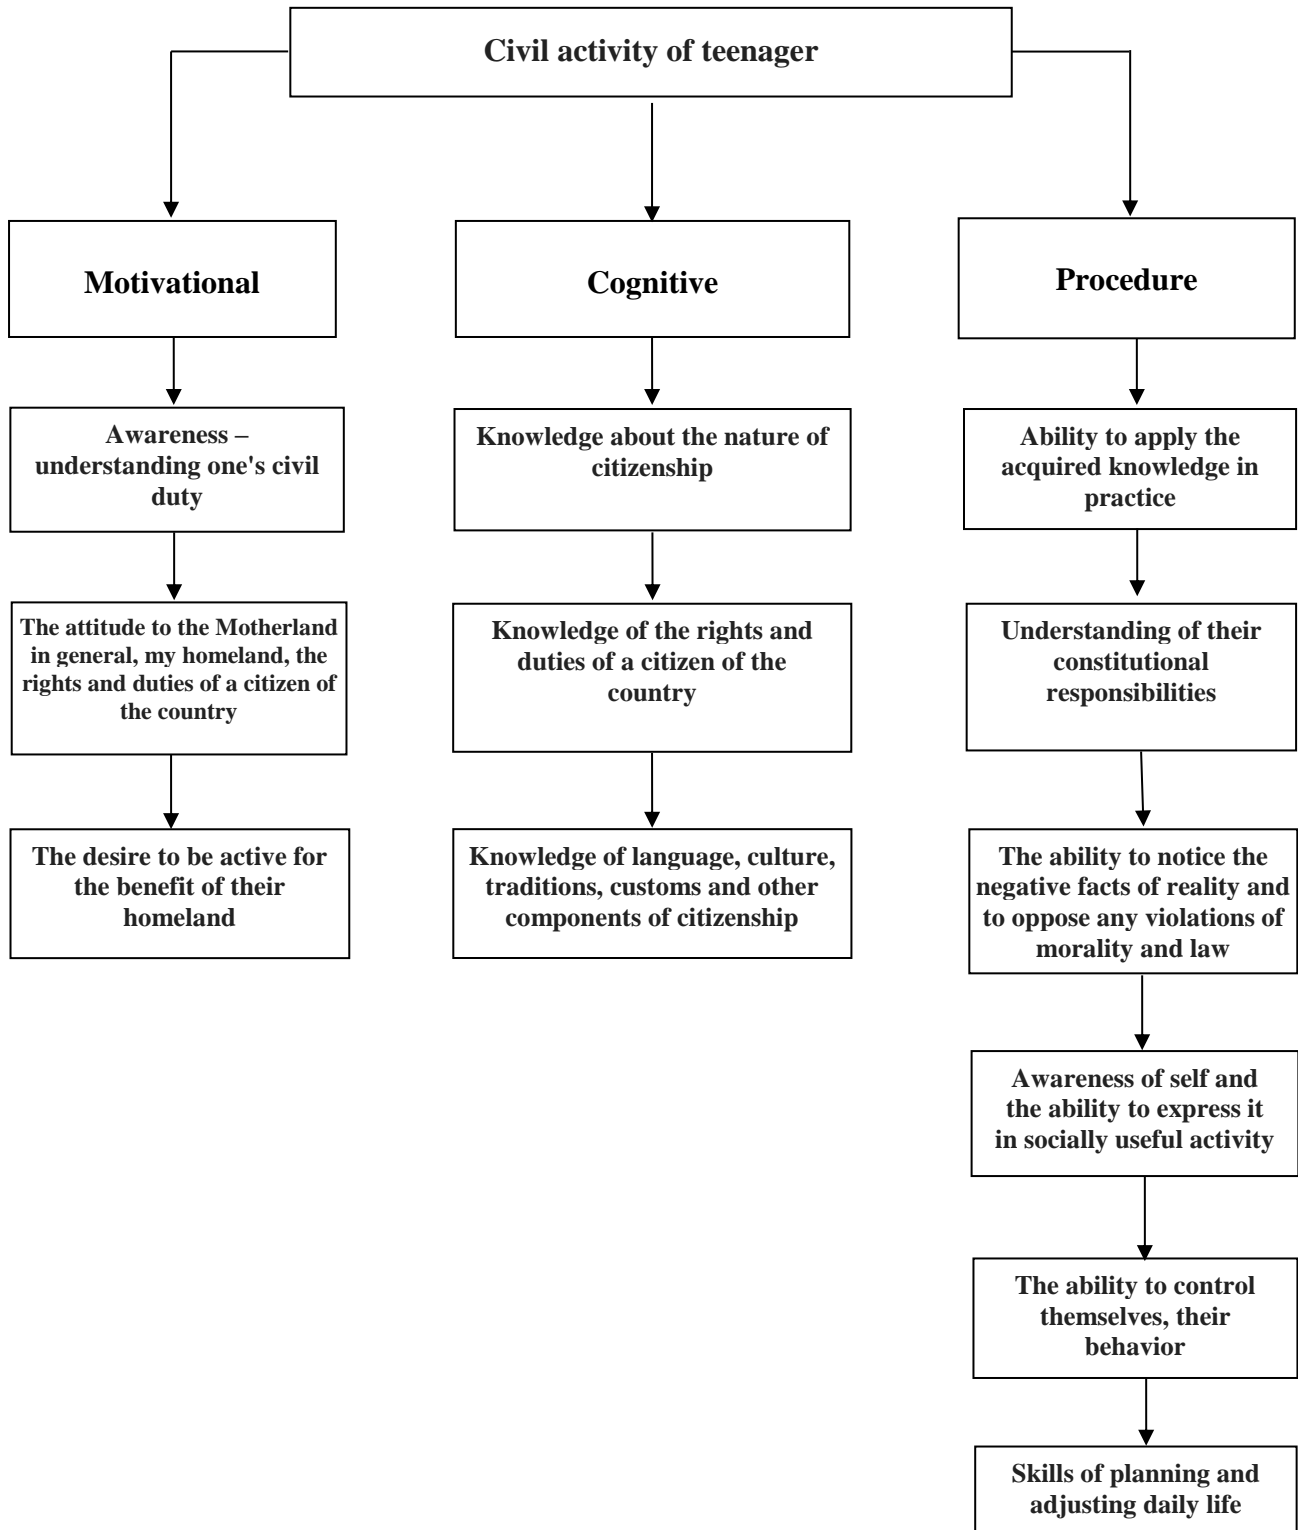 Civil activity of teenager
Motivational
Cognitive
Procedure
Awareness –
understanding one's civil
duty
Knowledge about the nature of
citizenship
Ability to apply the
acquired knowledge in
practice
The attitude to the Motherland
in general, my homeland, the
rights and duties of a citizen of
the country
Knowledge of the rights and
duties of a citizen of the
country
Understanding of their
constitutional
responsibilities
The desire to be active for
the benefit of their
homeland
Knowledge of language, culture,
traditions, customs and other
components of citizenship
The ability to notice the
negative facts of reality and
to oppose any violations of
morality and law
Awareness of self and
the ability to express it
in socially useful activity
The ability to control
themselves, their
behavior
Skills of planning and
adjusting daily life